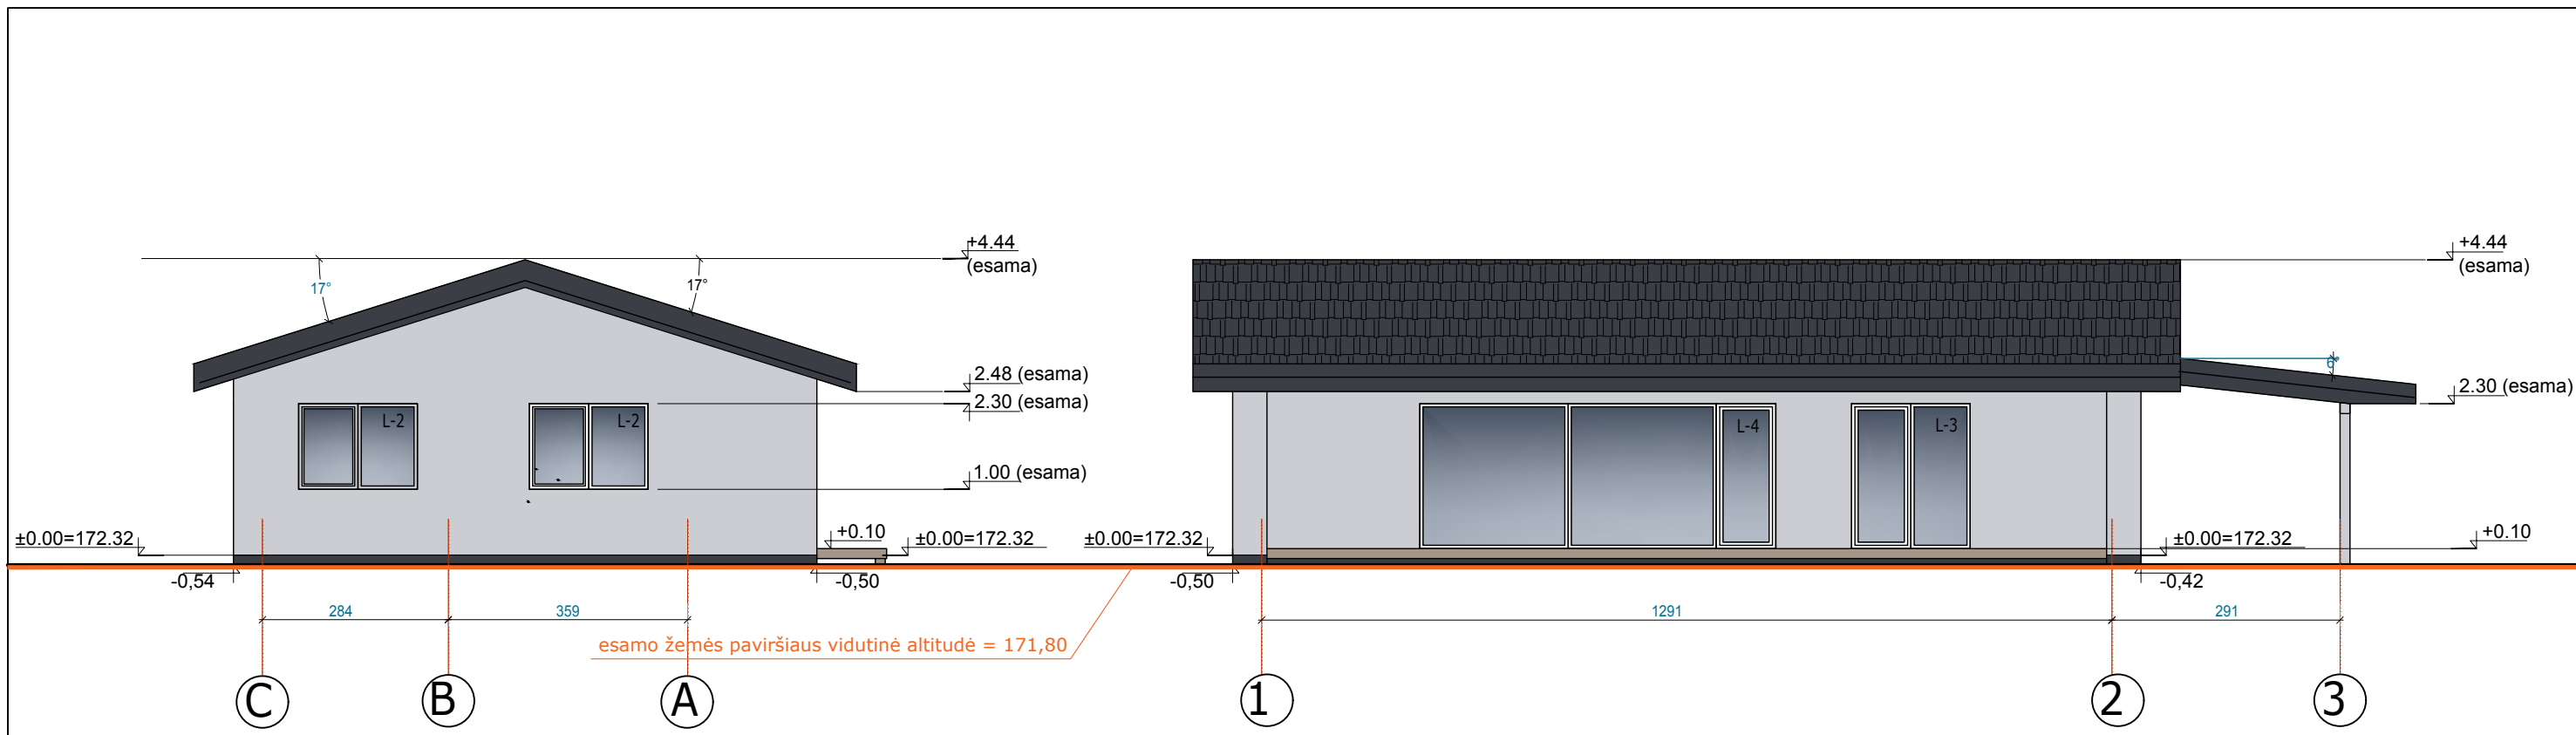 +4.44
(esama)
17°
17°
2.48 (esama)
2.30 (esama)
L-2
L-2
1.00 (esama)
±0.00=172.32
+0.10
±0.00=172.32
-0,54
-0,50
284
359
esamo žemės paviršiaus vidutinė altitudė = 171,80
C
B
A
+4.44
(esama)
6°
2.30 (esama)
L-4
L-3
±0.00=172.32
±0.00=172.32
+0.10
-0,50
-0,42
1291
291
1
2
3